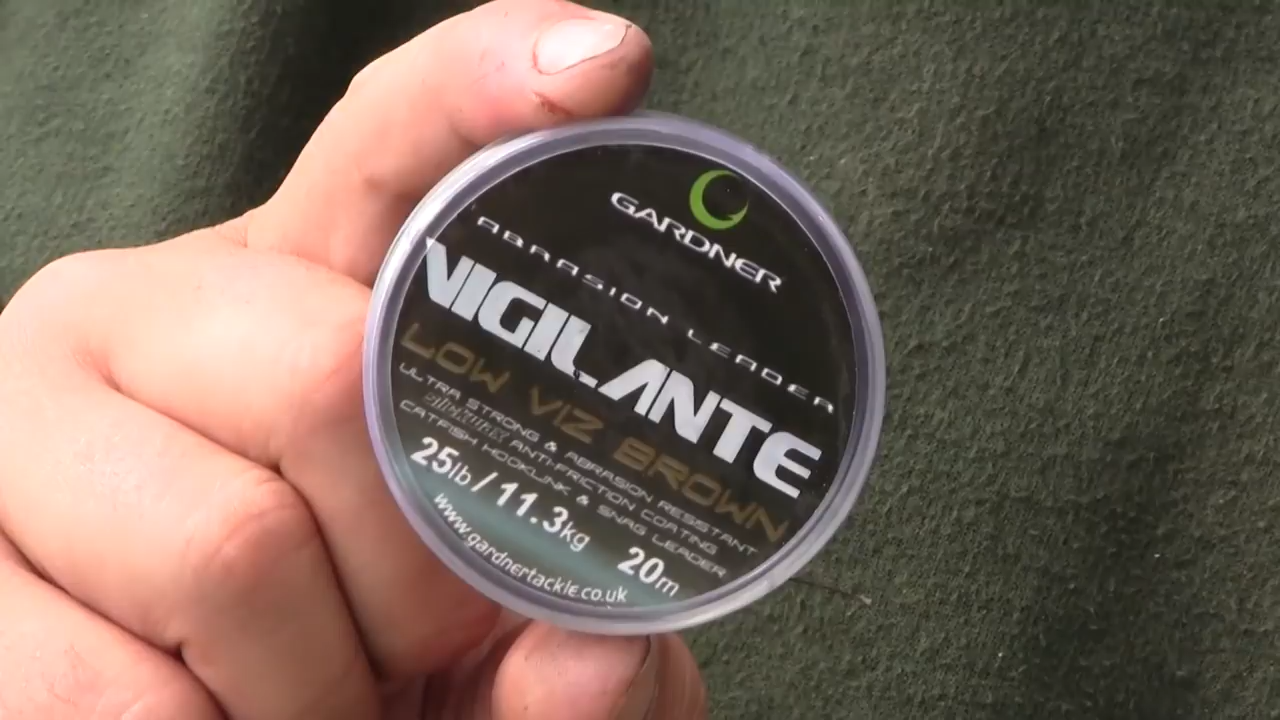 GARDNER
ABRASION LEADER
VIGILANTE
LOW VIZ BROWN
ULTRA STRONG & ABRASION RESISTANT
ANTI-FRICTION COATING
CATFISH HOOKLINK & SNAG LEADER
25lb / 11.3kg 20m
www.gardnertackle.co.uk